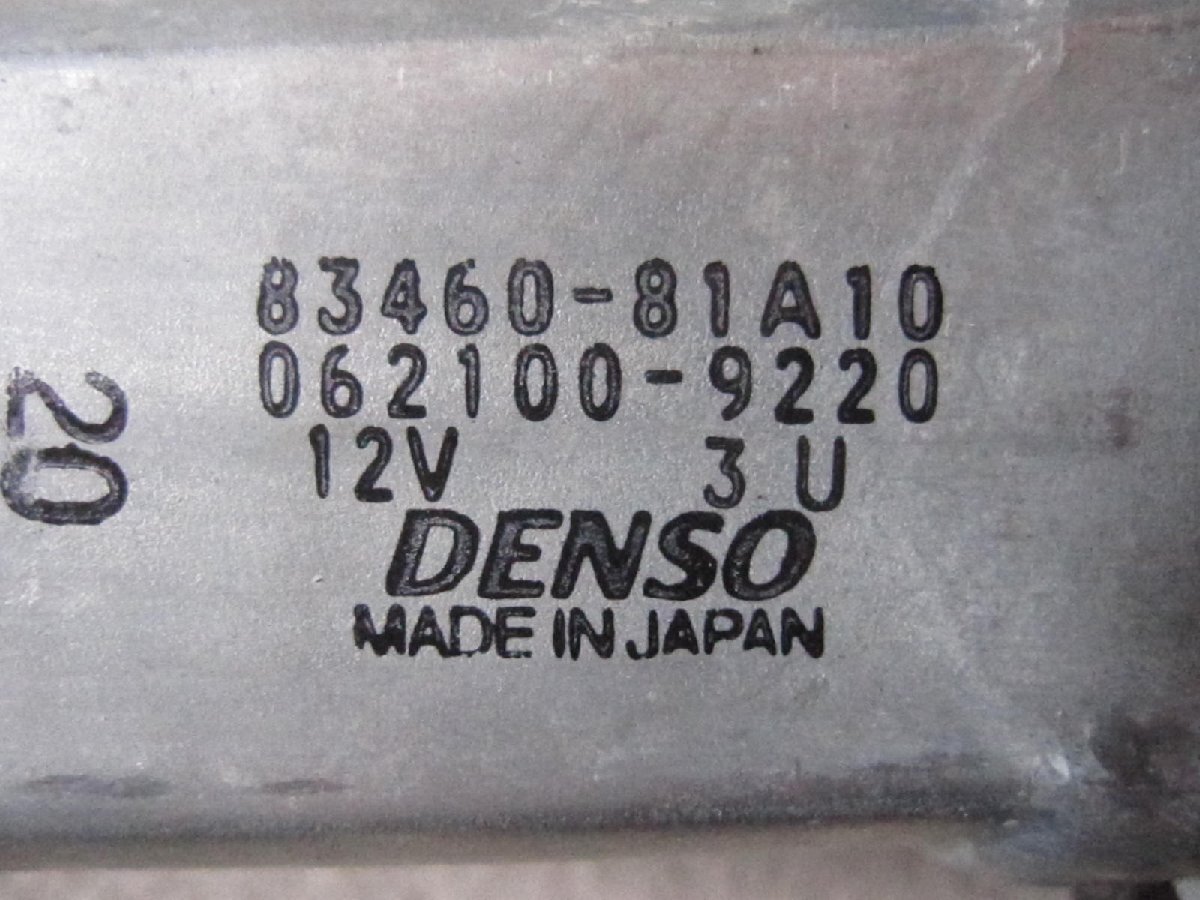 83460-81A10
062100-9220
12V 3 U
DENSO
MADE IN JAPAN
20